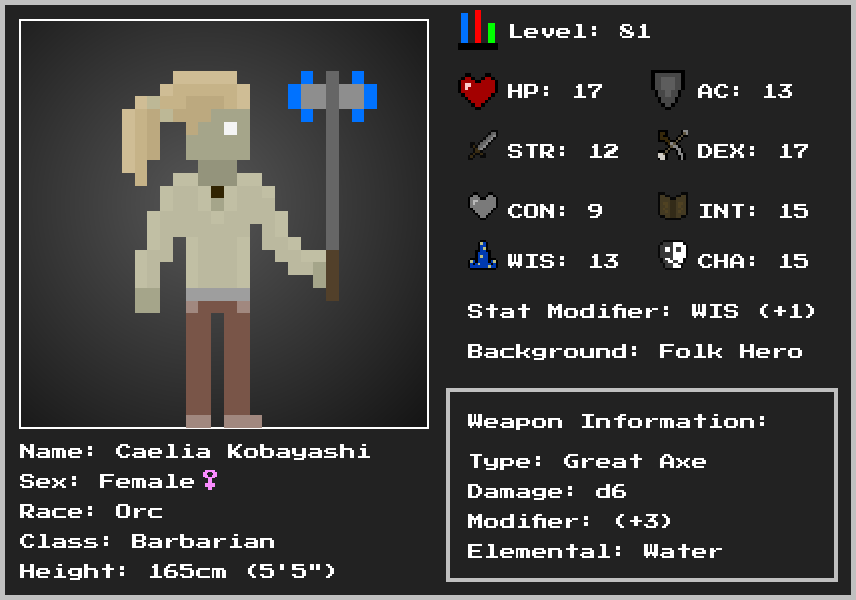 Level: 81
HP: 17
AC: 13
STR: 12
DEX: 17
CON: 9
INT: 15
WIS: 13
CHA: 15
Stat Modifier: WIS (+1)
Background: Folk Hero
Weapon Information:
Type: Great Axe
Damage: d6
Modifier: (+3)
Elemental: Water
Name: Caelia Kobayashi
Sex: Female♀
Race: Orc
Class: Barbarian
Height: 165cm (5'5")